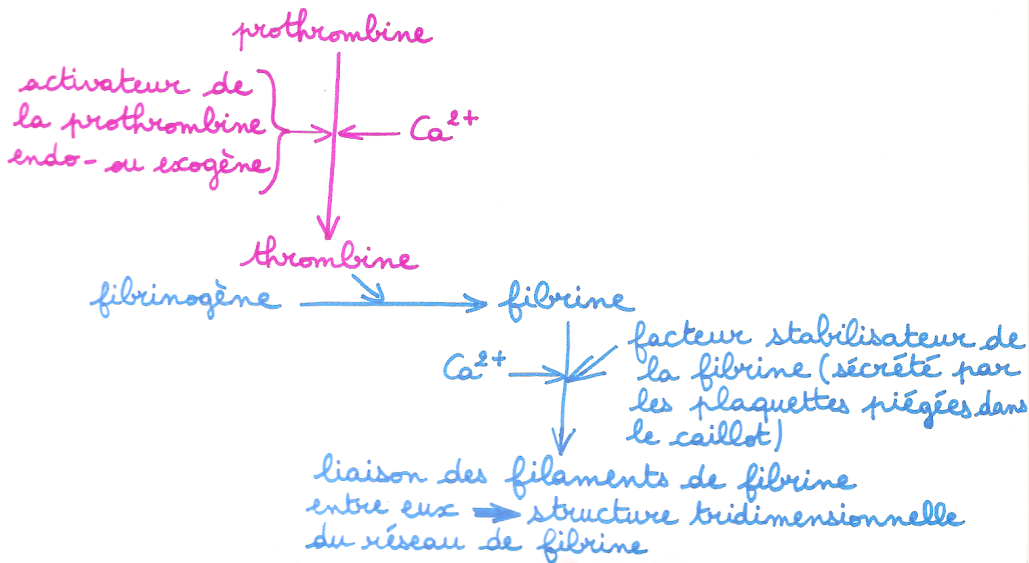 prothrombine
activateur de
la prothrombine
endo- ou exogène
Ca²⁺
thrombine
fibrinogène
fibrine
Ca²⁺
facteur stabilisateur de
la fibrine (sécrété par
les plaquettes piégées dans
le caillot)
liaison des filaments de fibrine
entre eux → structure tridimensionnelle
du réseau de fibrine